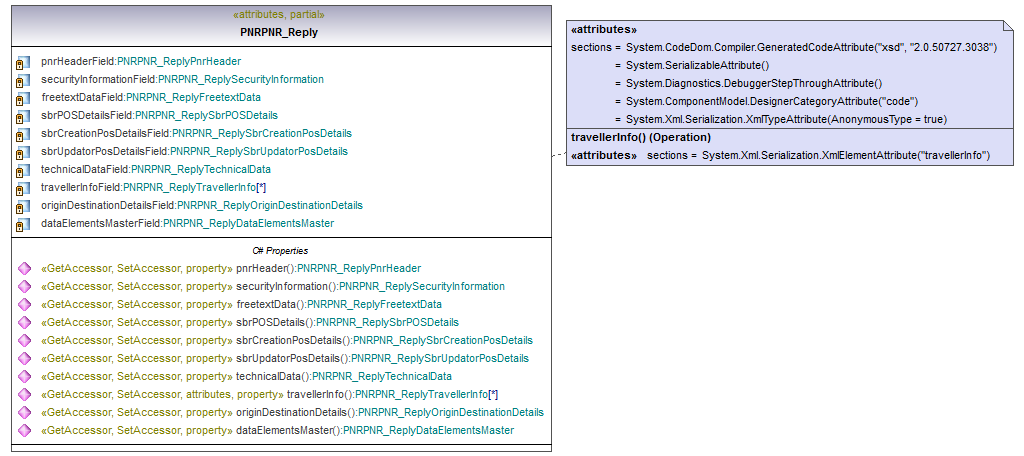 «attributes, partial»
PNRPNR_Reply
pnrHeaderField:PNRPNR_ReplyPnrHeader
securityInformationField:PNRPNR_ReplySecurityInformation
freetextDataField:PNRPNR_ReplyFreetextData
sbrPOSDetailsField:PNRPNR_ReplySbrPOSDetails
sbrCreationPosDetailsField:PNRPNR_ReplySbrCreationPosDetails
sbrUpdatorPosDetailsField:PNRPNR_ReplySbrUpdatorPosDetails
technicalDataField:PNRPNR_ReplyTechnicalData
travellerInfoField:PNRPNR_ReplyTravellerInfo[*]
originDestinationDetailsField:PNRPNR_ReplyOriginDestinationDetails
dataElementsMasterField:PNRPNR_ReplyDataElementsMaster
C# Properties
«GetAccessor, SetAccessor, property» pnrHeader():PNRPNR_ReplyPnrHeader
«GetAccessor, SetAccessor, property» securityInformation():PNRPNR_ReplySecurityInformation
«GetAccessor, SetAccessor, property» freetextData():PNRPNR_ReplyFreetextData
«GetAccessor, SetAccessor, property» sbrPOSDetails():PNRPNR_ReplySbrPOSDetails
«GetAccessor, SetAccessor, property» sbrCreationPosDetails():PNRPNR_ReplySbrCreationPosDetails
«GetAccessor, SetAccessor, property» sbrUpdatorPosDetails():PNRPNR_ReplySbrUpdatorPosDetails
«GetAccessor, SetAccessor, property» technicalData():PNRPNR_ReplyTechnicalData
«GetAccessor, SetAccessor, attributes, property» travellerInfo():PNRPNR_ReplyTravellerInfo[*]
«GetAccessor, SetAccessor, property» originDestinationDetails():PNRPNR_ReplyOriginDestinationDetails
«GetAccessor, SetAccessor, property» dataElementsMaster():PNRPNR_ReplyDataElementsMaster
«attributes»
sections = System.CodeDom.Compiler.GeneratedCodeAttribute("xsd", "2.0.50727.3038")
= System.SerializableAttribute()
= System.Diagnostics.DebuggerStepThroughAttribute()
= System.ComponentModel.DesignerCategoryAttribute("code")
= System.Xml.Serialization.XmlTypeAttribute(AnonymousType = true)
travellerInfo() (Operation)
«attributes» sections = System.Xml.Serialization.XmlElementAttribute("travellerInfo")